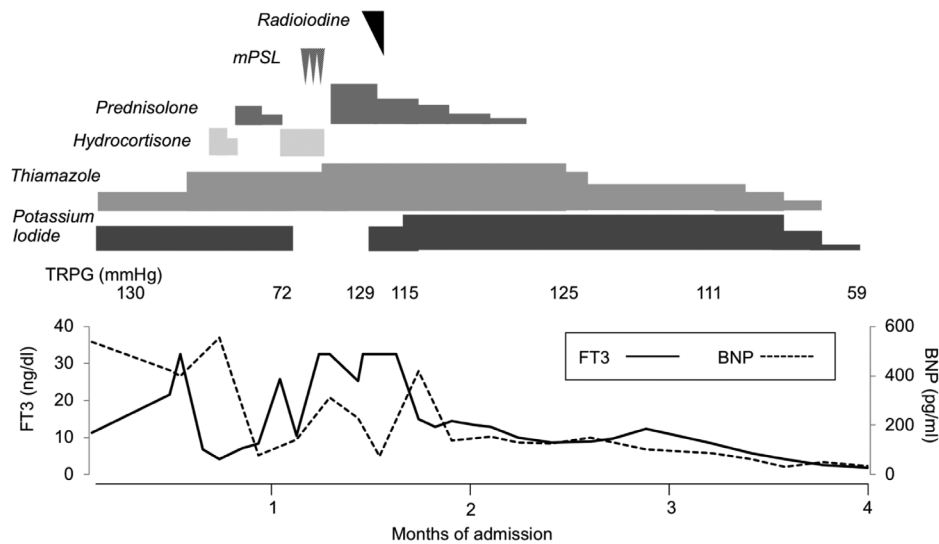 Radioiodine
mPSL
Prednisolone
Hydrocortisone
Thiamazole
Potassium
Iodide
TRPG (mmHg)
130 72 129 115 125 111 59
40 600
30 400
20 200
10 0
0
FT3 (ng/dl)
BNP (pg/ml)
FT3 BNP
1 2 3 4
Months of admission